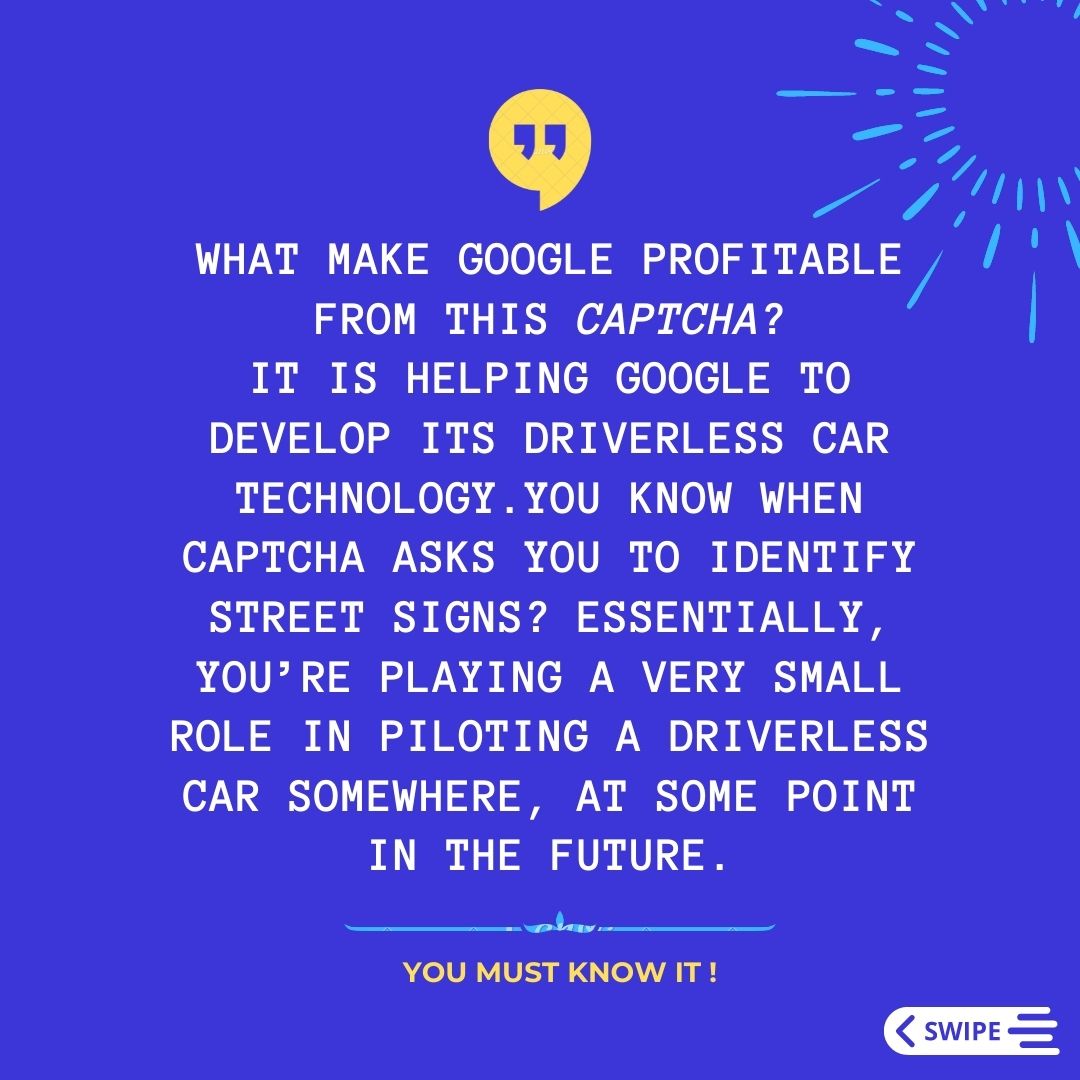 WHAT MAKE GOOGLE PROFITABLE
FROM THIS CAPTCHA?
IT IS HELPING GOOGLE TO
DEVELOP ITS DRIVERLESS CAR
TECHNOLOGY.YOU KNOW WHEN
CAPTCHA ASKS YOU TO IDENTIFY
STREET SIGNS? ESSENTIALLY,
YOU’RE PLAYING A VERY SMALL
ROLE IN PILOTING A DRIVERLESS
CAR SOMEWHERE, AT SOME POINT
IN THE FUTURE.
YOU MUST KNOW IT !
SWIPE